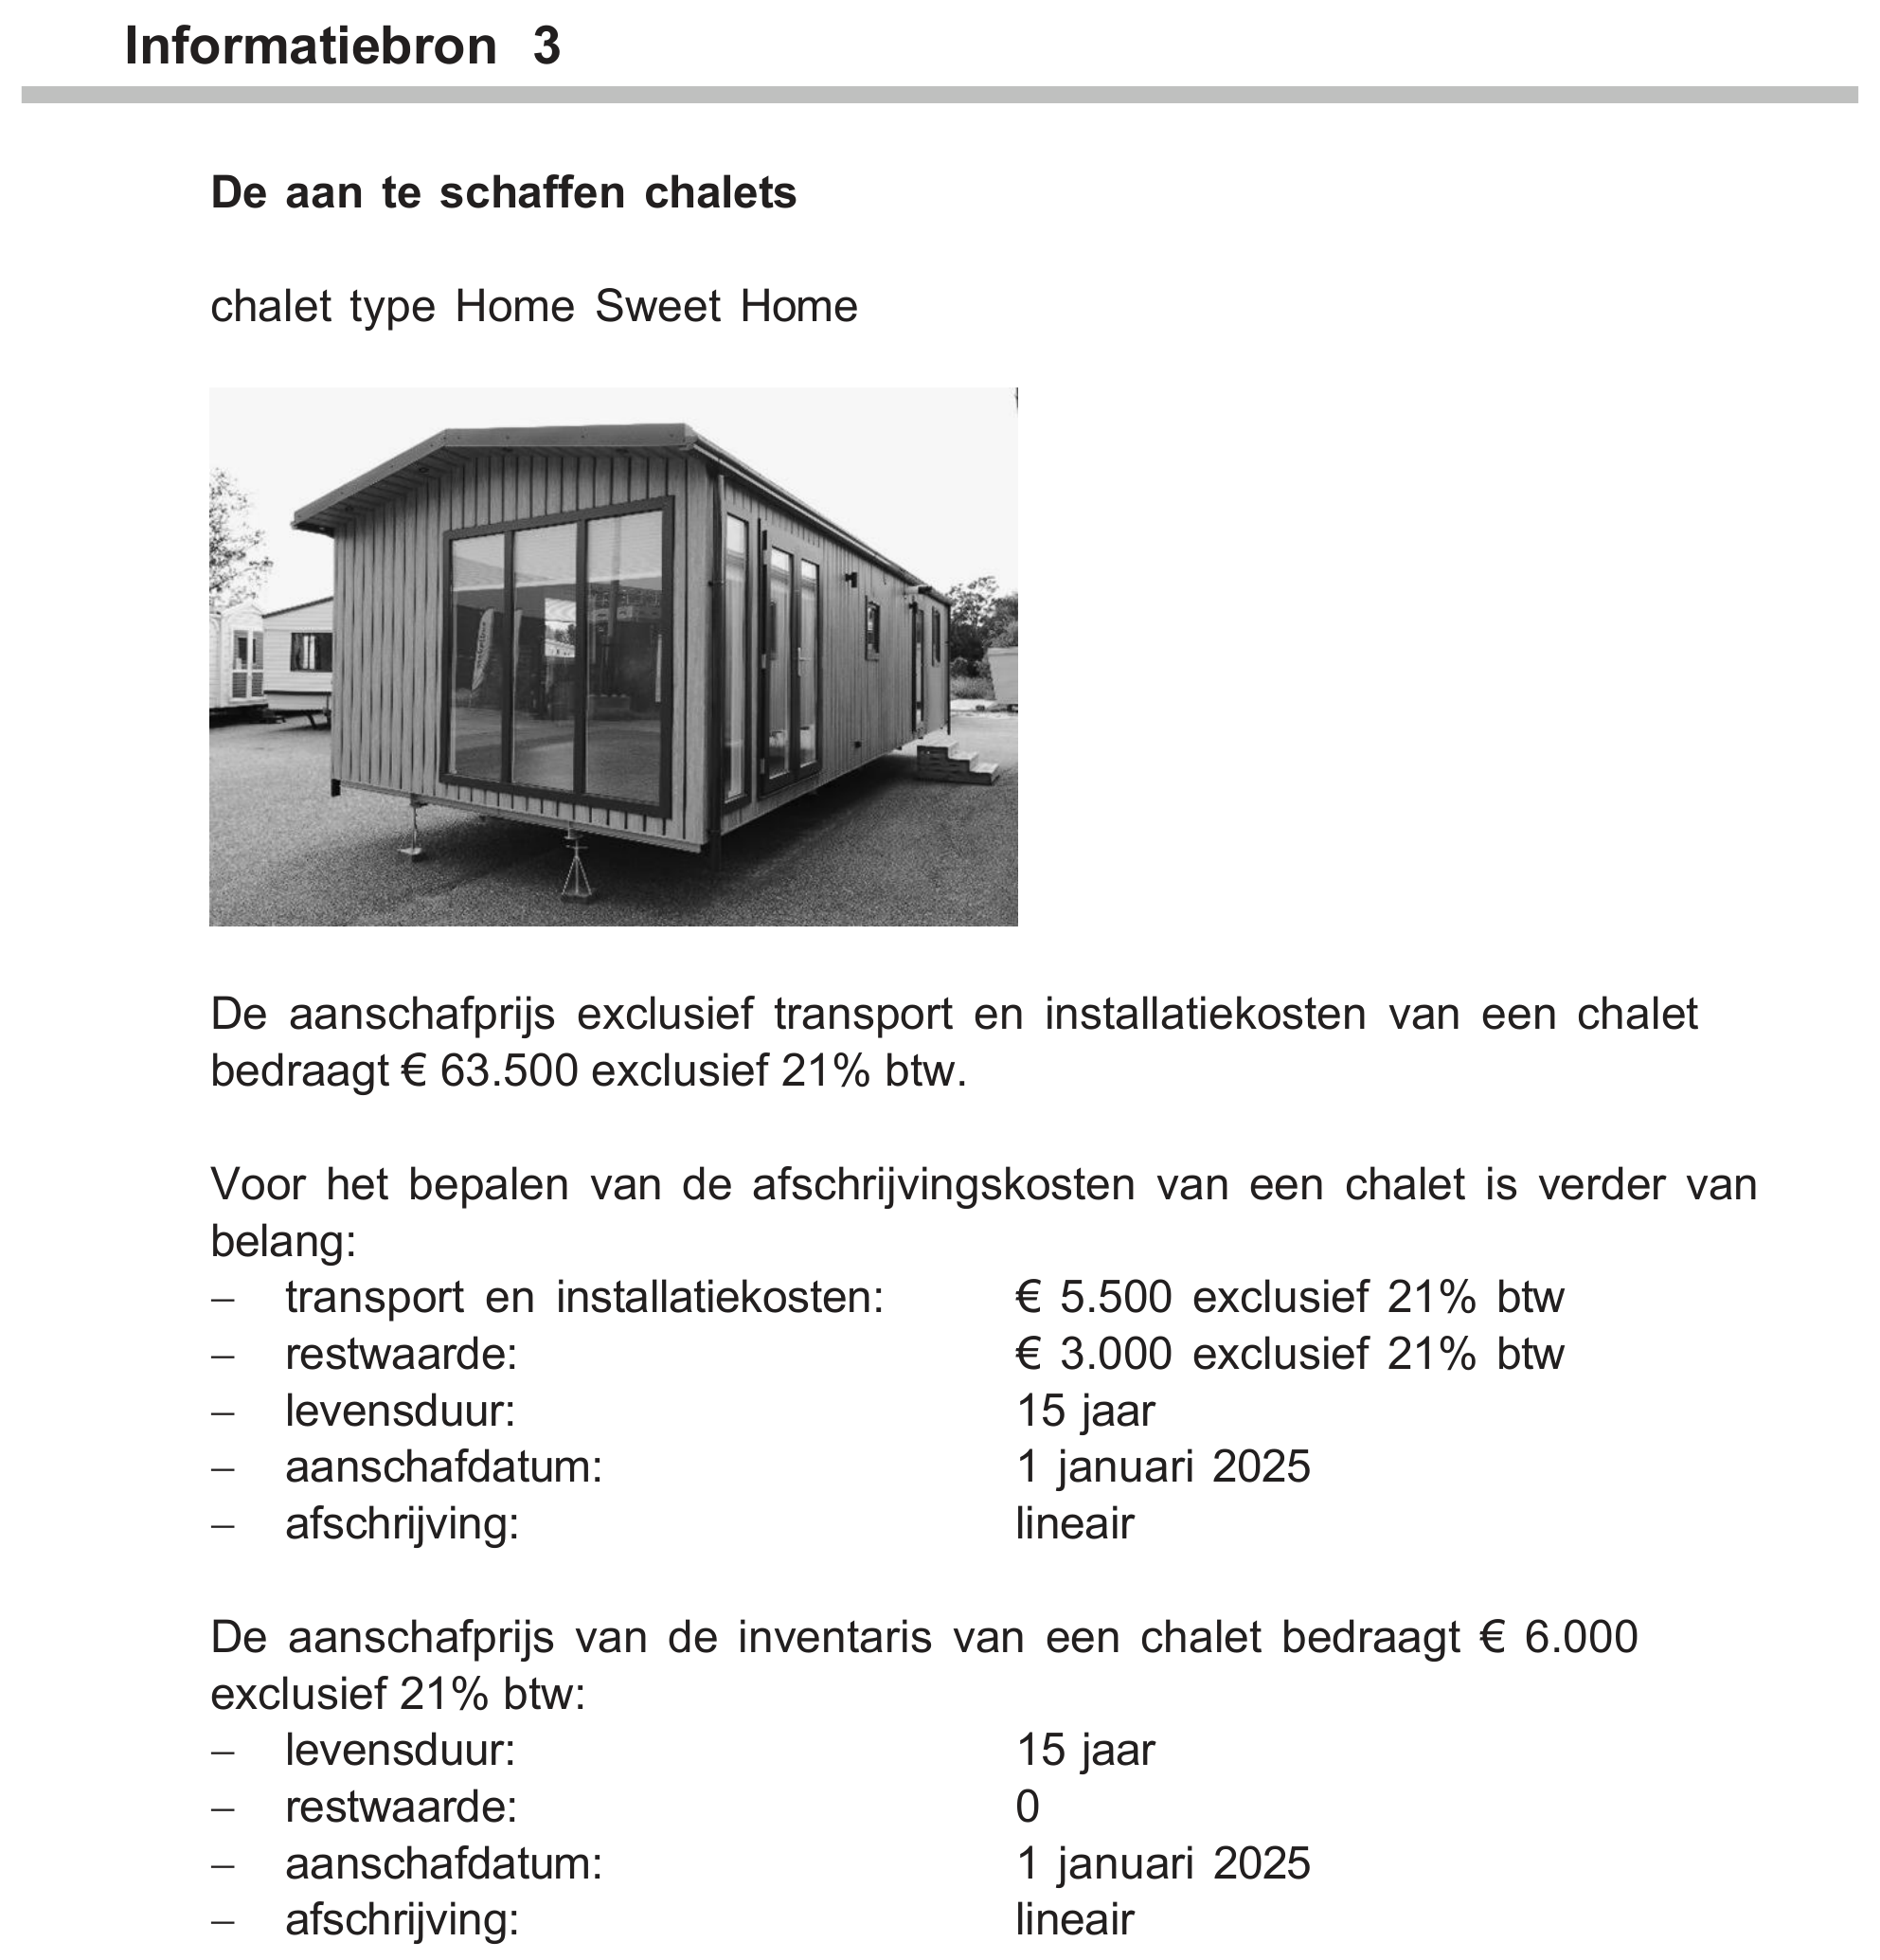 Informatiebron 3
De aan te schaffen chalets
chalet type Home Sweet Home
De aanschafprijs exclusief transport en installatiekosten van een chalet
bedraagt € 63.500 exclusief 21% btw.
Voor het bepalen van de afschrijvingskosten van een chalet is verder van
belang:
– transport en installatiekosten: € 5.500 exclusief 21% btw
– restwaarde: € 3.000 exclusief 21% btw
– levensduur: 15 jaar
– aanschafdatum: 1 januari 2025
– afschrijving: lineair
De aanschafprijs van de inventaris van een chalet bedraagt € 6.000
exclusief 21% btw:
– levensduur: 15 jaar
– restwaarde: 0
– aanschafdatum: 1 januari 2025
– afschrijving: lineair